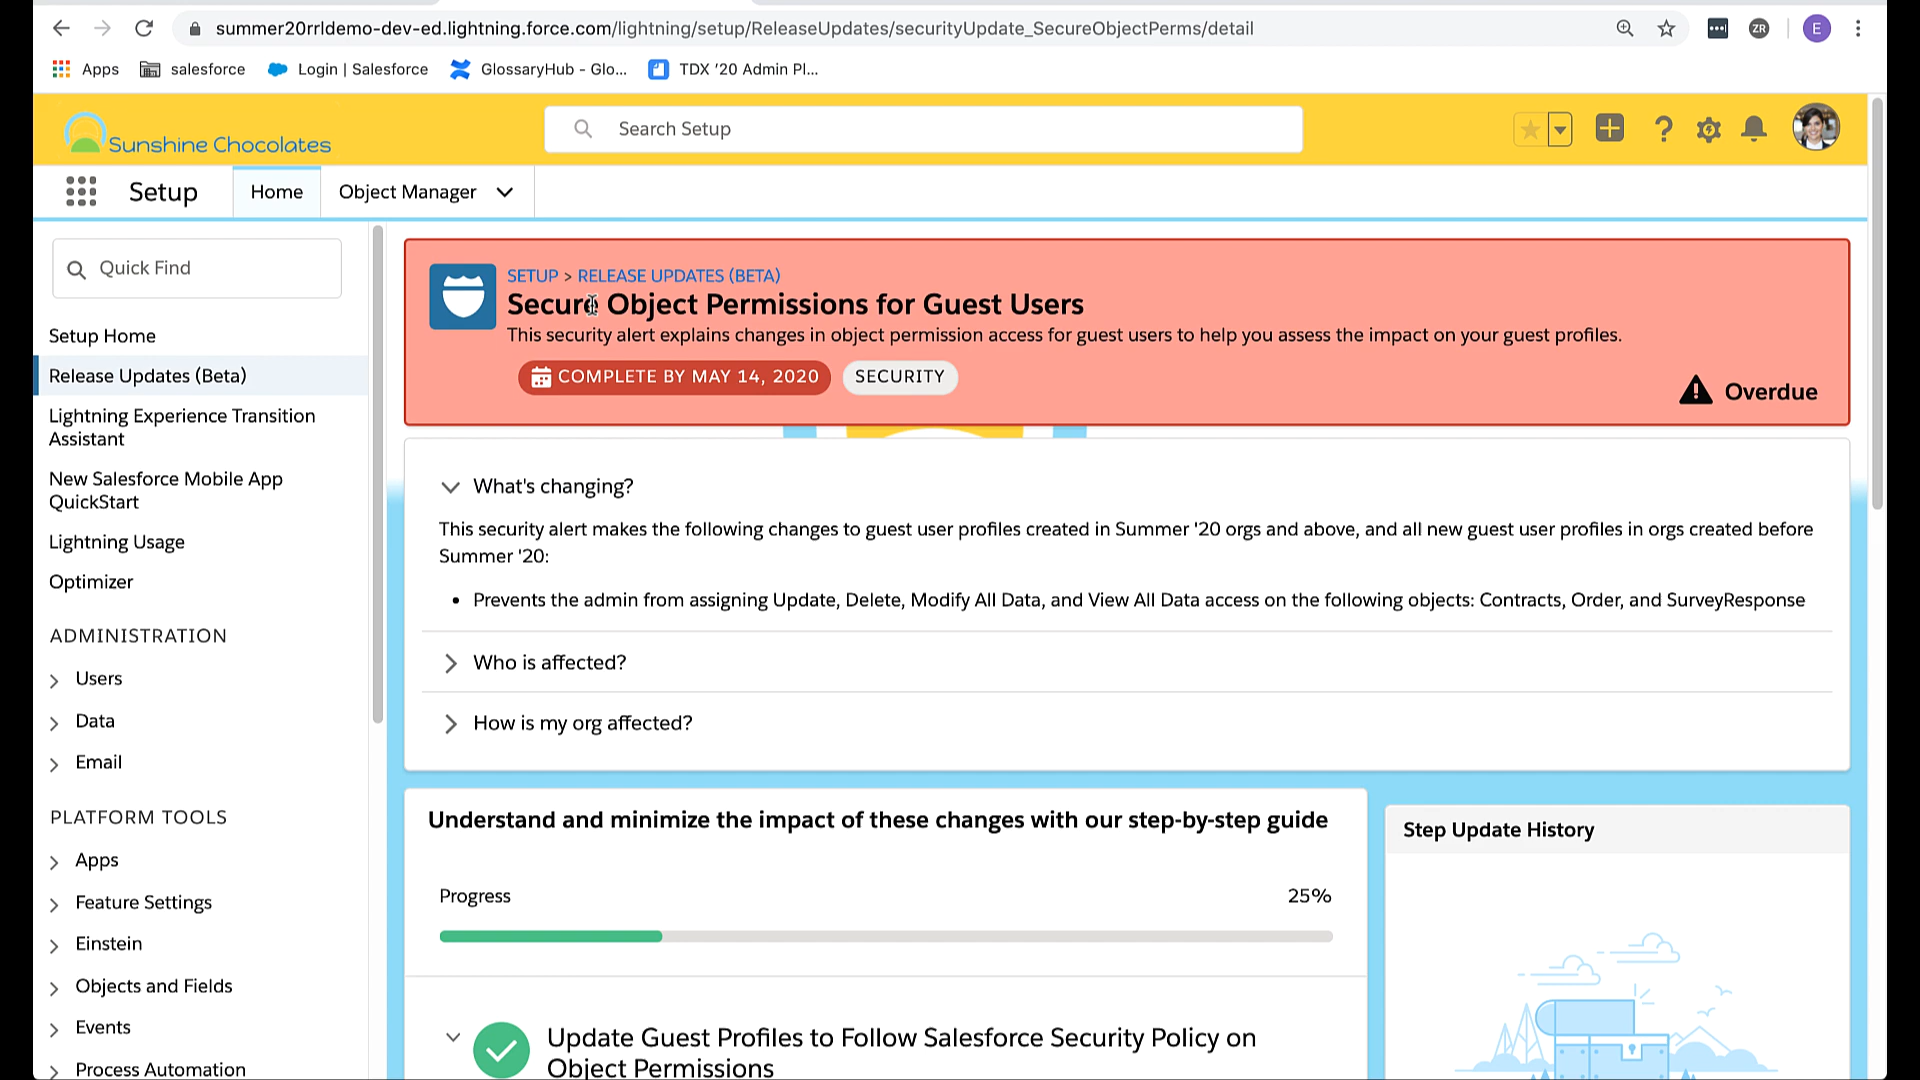 summer20rrldemo-dev-ed.lightning.force.com/lightning/setup/ReleaseUpdates/securityUpdate_SecureObjectPerms/detail
ZR
E
Apps
salesforce
Login | Salesforce
GlossaryHub - Glo...
TDX '20 Admin Pl...
Sunshine Chocolates
Search Setup
Setup
Home
Object Manager
Quick Find
Setup Home
Release Updates (Beta)
Lightning Experience Transition
Assistant
New Salesforce Mobile App
QuickStart
Lightning Usage
Optimizer
ADMINISTRATION
Users
Data
Email
PLATFORM TOOLS
Apps
Feature Settings
Einstein
Objects and Fields
Events
Process Automation
SETUP > RELEASE UPDATES (BETA)
Secure Object Permissions for Guest Users
This security alert explains changes in object permission access for guest users to help you assess the impact on your guest profiles.
COMPLETE BY MAY 14, 2020
SECURITY
Overdue
What's changing?
This security alert makes the following changes to guest user profiles created in Summer '20 orgs and above, and all new guest user profiles in orgs created before
Summer '20:
• Prevents the admin from assigning Update, Delete, Modify All Data, and View All Data access on the following objects: Contracts, Order, and SurveyResponse
Who is affected?
How is my org affected?
Understand and minimize the impact of these changes with our step-by-step guide
Progress
25%
Update Guest Profiles to Follow Salesforce Security Policy on
Object Permissions
Step Update History